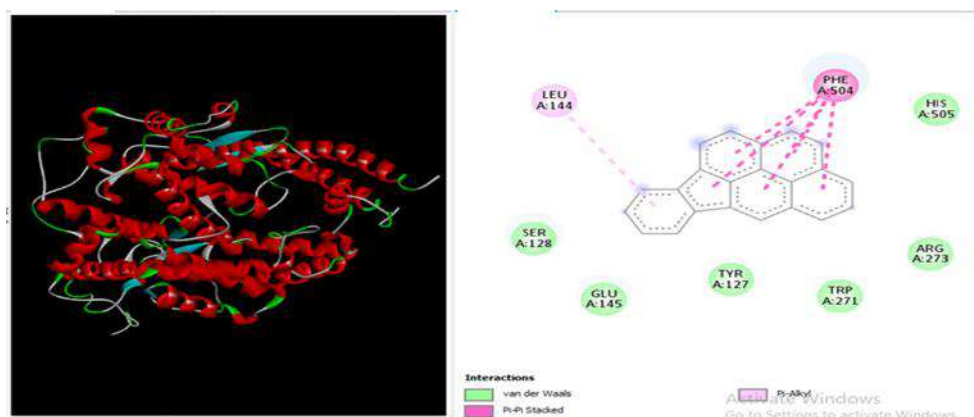 PHE
A:504
LEU
A:144
HIS
A:505
SER
A:128
ARG
A:273
TYR
A:127
GLU
A:145
TRP
A:271
Interactions
van der Waals
Pi-Pi Stacked
Pi-Alkyl
Activate Windows
Go to Settings to activate Windows